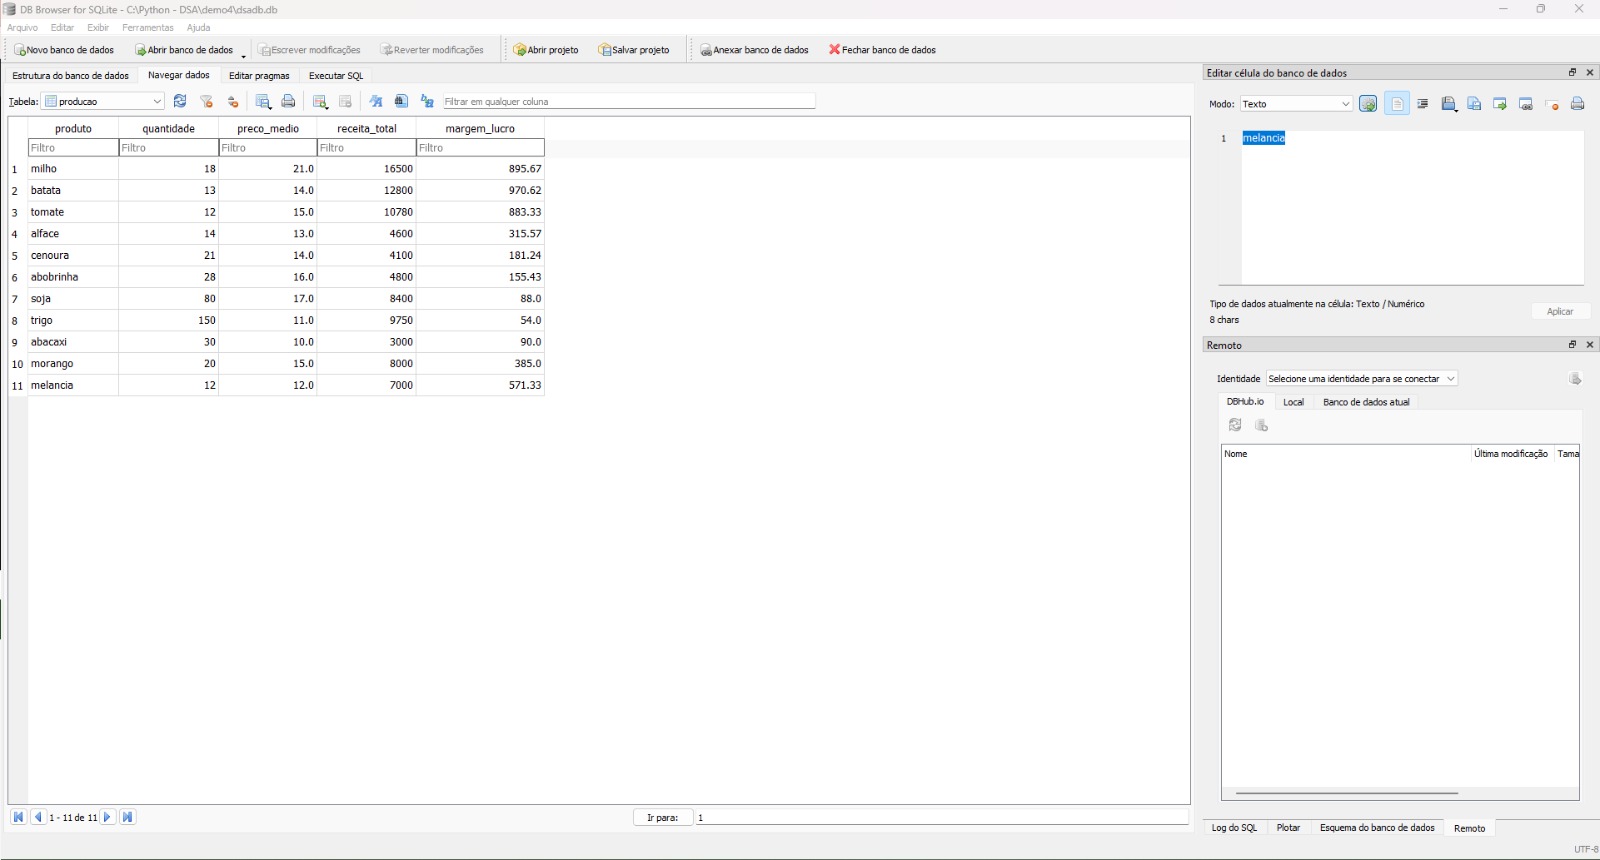 DB Browser for SQLite - C:\Python - DSA\demo4\dsadb.db
Arquivo Editar Exibir Ferramentas Ajuda
Novo banco de dados Abrir banco de dados Escrever modificações Reverter modificações Abrir projeto Salvar projeto Anexar banco de dados Fechar banco de dados
Estrutura do banco de dados Navegar dados Editar pragmas Executar SQL
Tabela: producao Filtrar em qualquer coluna
produto quantidade preco_medio receita_total margem_lucro
Filtro Filtro Filtro Filtro Filtro
1 milho 18 21.0 16500 895.67
2 batata 13 14.0 12800 970.62
3 tomate 12 15.0 10780 883.33
4 alface 14 13.0 4600 315.57
5 cenoura 21 14.0 4100 181.24
6 abobrinha 28 16.0 4800 155.43
7 soja 80 17.0 8400 88.0
8 trigo 150 11.0 9750 54.0
9 abacaxi 30 10.0 3000 90.0
10 morango 20 15.0 8000 385.0
11 melancia 12 12.0 7000 571.33
1 - 11 de 11 Ir para: 1
Editar célula do banco de dados
Modo: Texto
1 melancia
Tipo de dados atualmente na célula: Texto / Numérico
8 chars
Aplicar
Remoto
Identidade Selecione uma identidade para se conectar
DBHub.io Local Banco de dados atual
Nome Última modificação Tama
Log do SQL Plotar Esquema do banco de dados Remoto
UTF-8